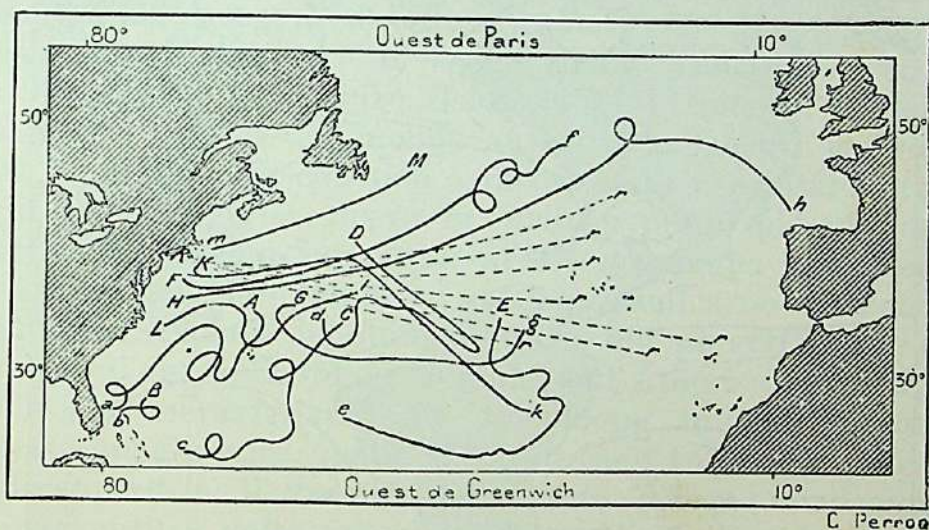 80° Ouest de Paris 10°
50° 50°
M
m
D h
R K
F
H A G E
L d C g
30° 30°
a B
b e k
c
80 Ouest de Greenwich 10°
C. Perron